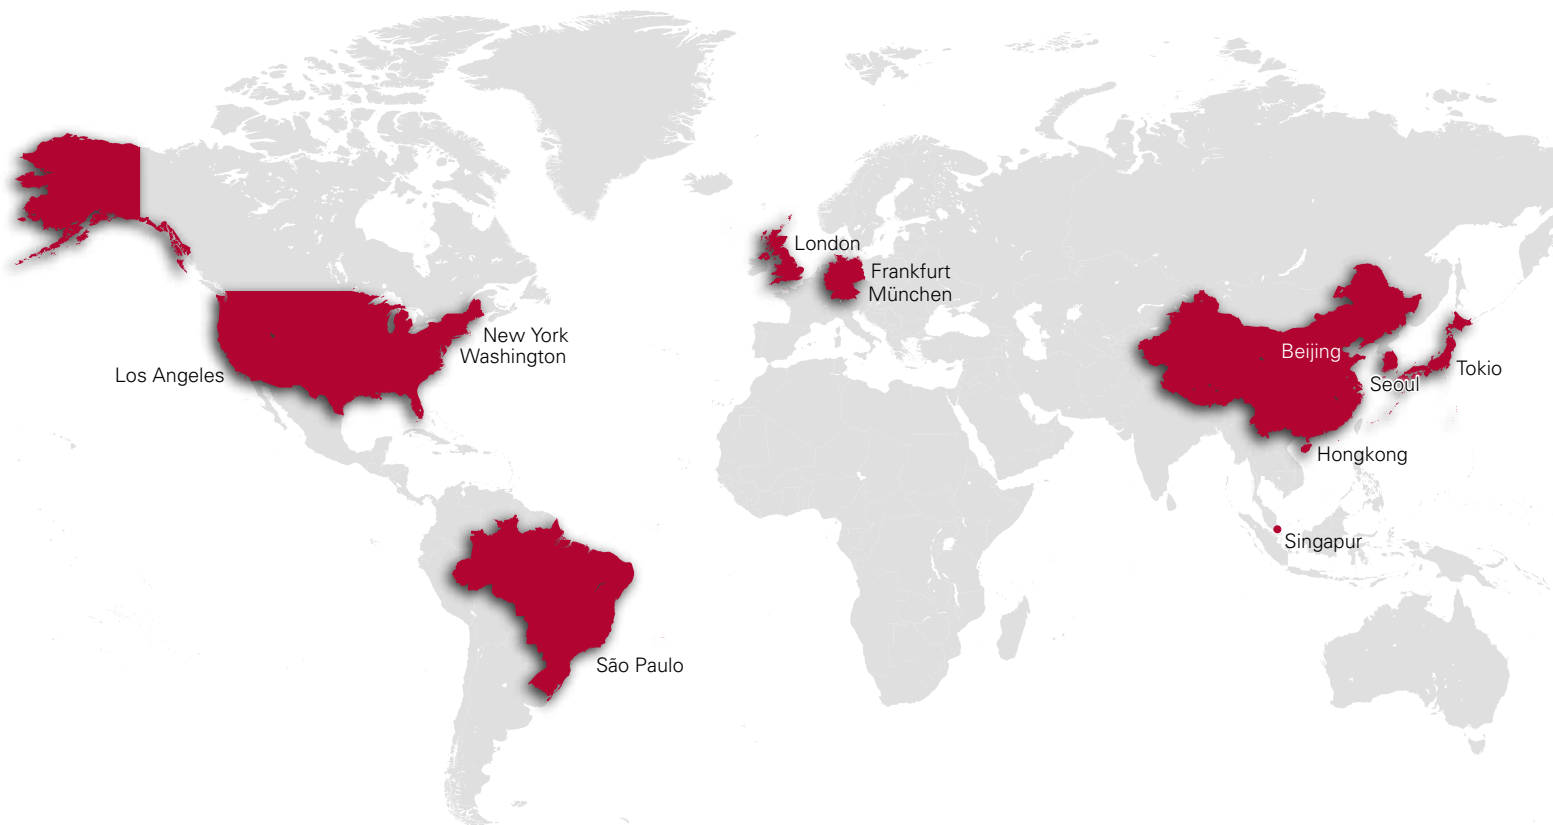 London
Frankfurt
München
New York
Washington
Los Angeles
Beijing
Seoul
Tokio
Hongkong
Singapur
São Paulo